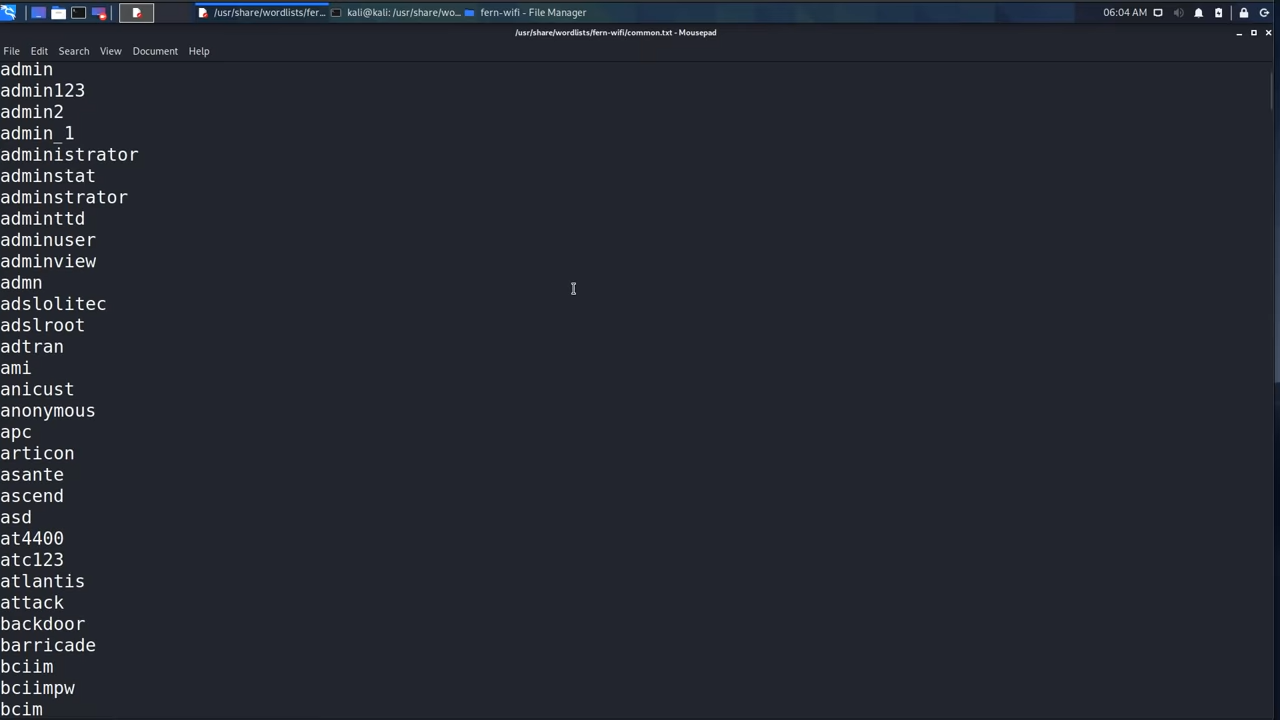 /usr/share/wordlists/fer...
kali@kali: /usr/share/wo...
fern-wifi - File Manager
06:04 AM
/usr/share/wordlists/fern-wifi/common.txt - Mousepad
File Edit Search View Document Help
admin
admin123
admin2
admin_1
administrator
adminstat
adminstrator
adminttd
adminuser
adminview
admn
adslolitec
adslroot
adtran
ami
anicust
anonymous
apc
articon
asante
ascend
asd
at4400
atc123
atlantis
attack
backdoor
barricade
bciim
bciimpw
bcim